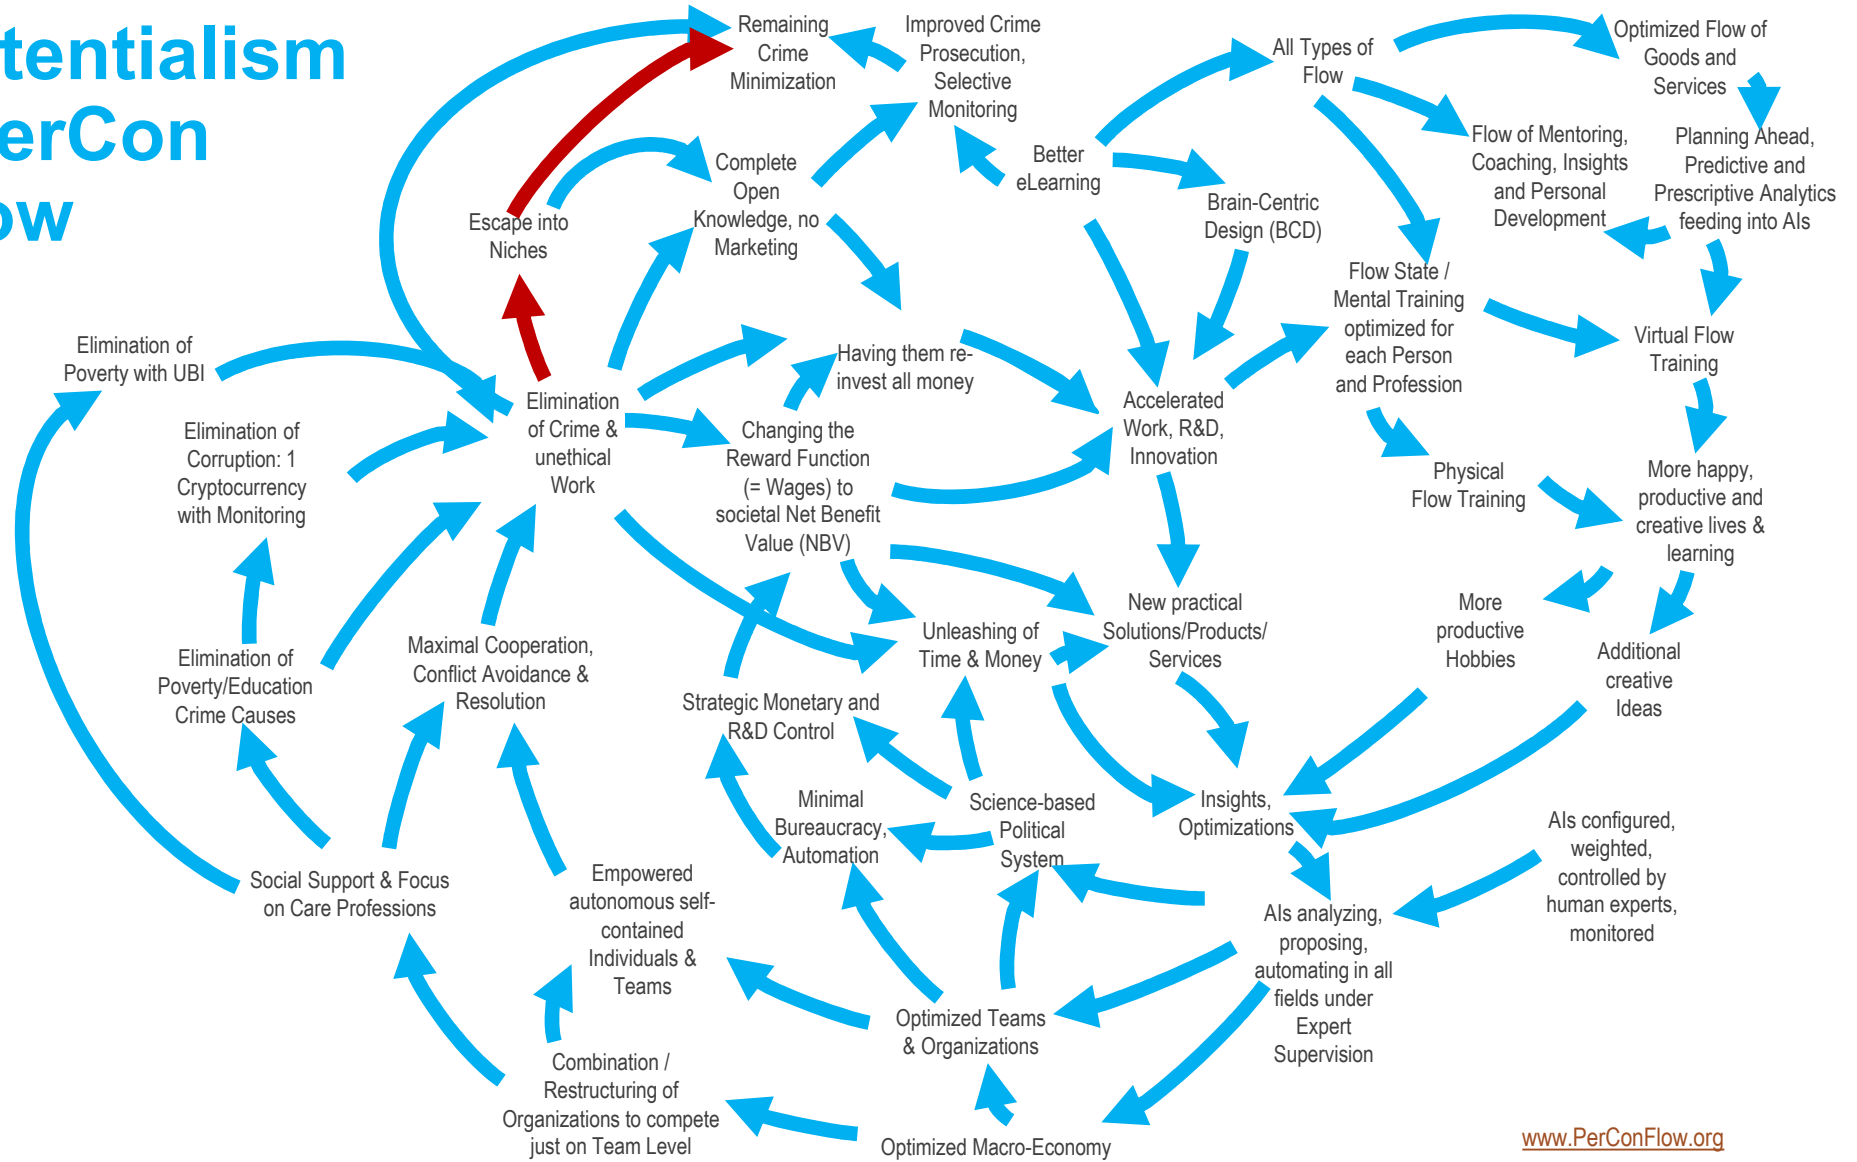 tentialism
erCon
ow
Remaining
Crime
Minimization
Improved Crime
Prosecution,
Selective
Monitoring
All Types of
Flow
Optimized Flow of
Goods and
Services
Flow of Mentoring,
Coaching, Insights
and Personal
Development
Planning Ahead,
Predictive and
Prescriptive Analytics
feeding into AIs
Better
eLearning
Complete
Open
Knowledge, no
Marketing
Brain-Centric
Design (BCD)
Escape into
Niches
Flow State /
Mental Training
optimized for
each Person
and Profession
Virtual Flow
Training
Elimination of
Poverty with UBI
Having them re-
invest all money
Elimination
of Crime &
unethical
Work
Accelerated
Work, R&D,
Innovation
Elimination of
Corruption: 1
Cryptocurrency
with Monitoring
Changing the
Reward Function
(= Wages) to
societal Net Benefit
Value (NBV)
Physical
Flow Training
More happy,
productive and
creative lives &
learning
New practical
Solutions/Products/
Services
More
productive
Hobbies
Unleashing of
Time & Money
Maximal Cooperation,
Conflict Avoidance &
Resolution
Elimination of
Poverty/Education
Crime Causes
Additional
creative
Ideas
Strategic Monetary and
R&D Control
Minimal
Bureaucracy,
Automation
Science-based
Political
System
Insights,
Optimizations
AIs configured,
weighted,
controlled by
human experts,
monitored
Social Support & Focus
on Care Professions
Empowered
autonomous self-
contained
Individuals &
Teams
AIs analyzing,
proposing,
automating in all
fields under
Expert
Supervision
Optimized Teams
& Organizations
Combination /
Restructuring of
Organizations to compete
just on Team Level
Optimized Macro-Economy
www.PerConFlow.org